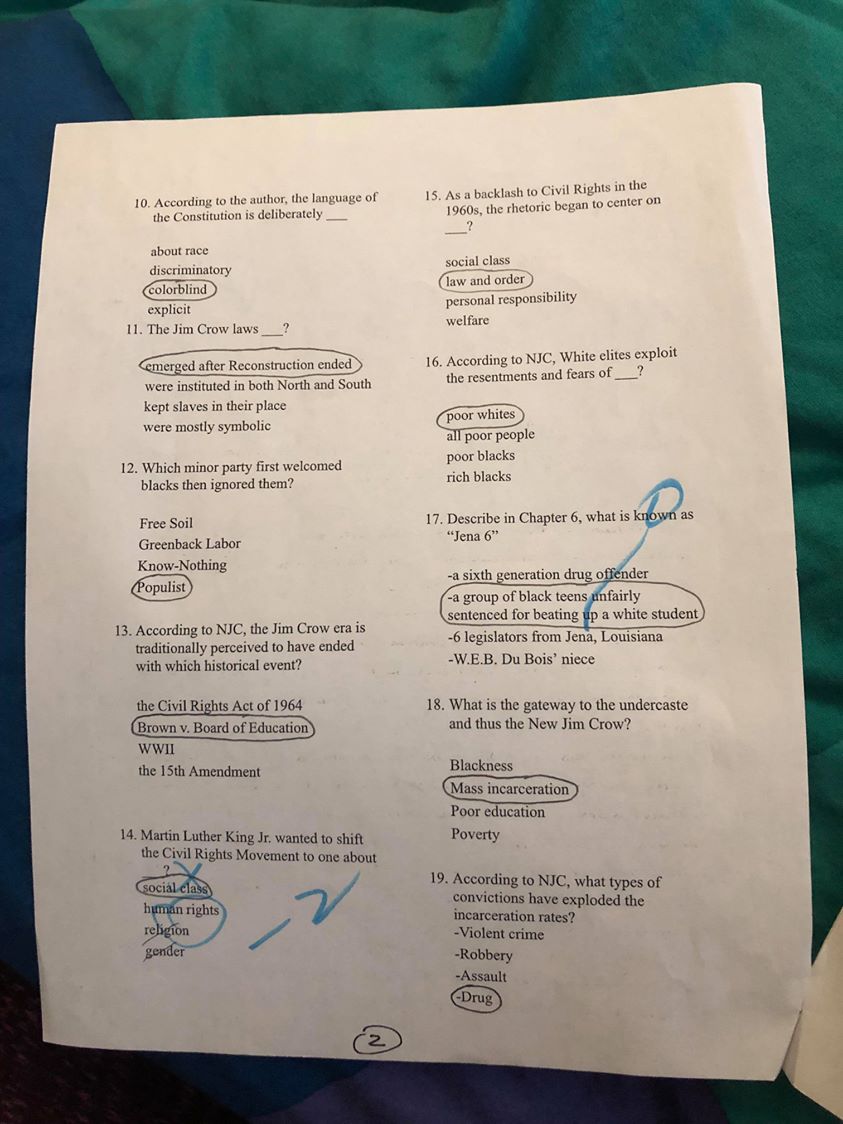 10. According to the author, the language of
the Constitution is deliberately ___
about race
discriminatory
colorblind
explicit
11. The Jim Crow laws ___?
emerged after Reconstruction ended
were instituted in both North and South
kept slaves in their place
were mostly symbolic
12. Which minor party first welcomed
blacks then ignored them?
Free Soil
Greenback Labor
Know-Nothing
Populist
13. According to NJC, the Jim Crow era is
traditionally perceived to have ended
with which historical event?
the Civil Rights Act of 1964
Brown v. Board of Education
WWII
the 15th Amendment
14. Martin Luther King Jr. wanted to shift
the Civil Rights Movement to one about
__?
social class
human rights
religion
gender
-2
15. As a backlash to Civil Rights in the
1960s, the rhetoric began to center on
___?
social class
law and order
personal responsibility
welfare
16. According to NJC, White elites exploit
the resentments and fears of ___?
poor whites
all poor people
poor blacks
rich blacks
17. Describe in Chapter 6, what is known as
“Jena 6”
-a sixth generation drug offender
-a group of black teens unfairly
sentenced for beating up a white student
-6 legislators from Jena, Louisiana
-W.E.B. Du Bois’ niece
18. What is the gateway to the undercaste
and thus the New Jim Crow?
Blackness
Mass incarceration
Poor education
Poverty
19. According to NJC, what types of
convictions have exploded the
incarceration rates?
-Violent crime
-Robbery
-Assault
-Drug
2